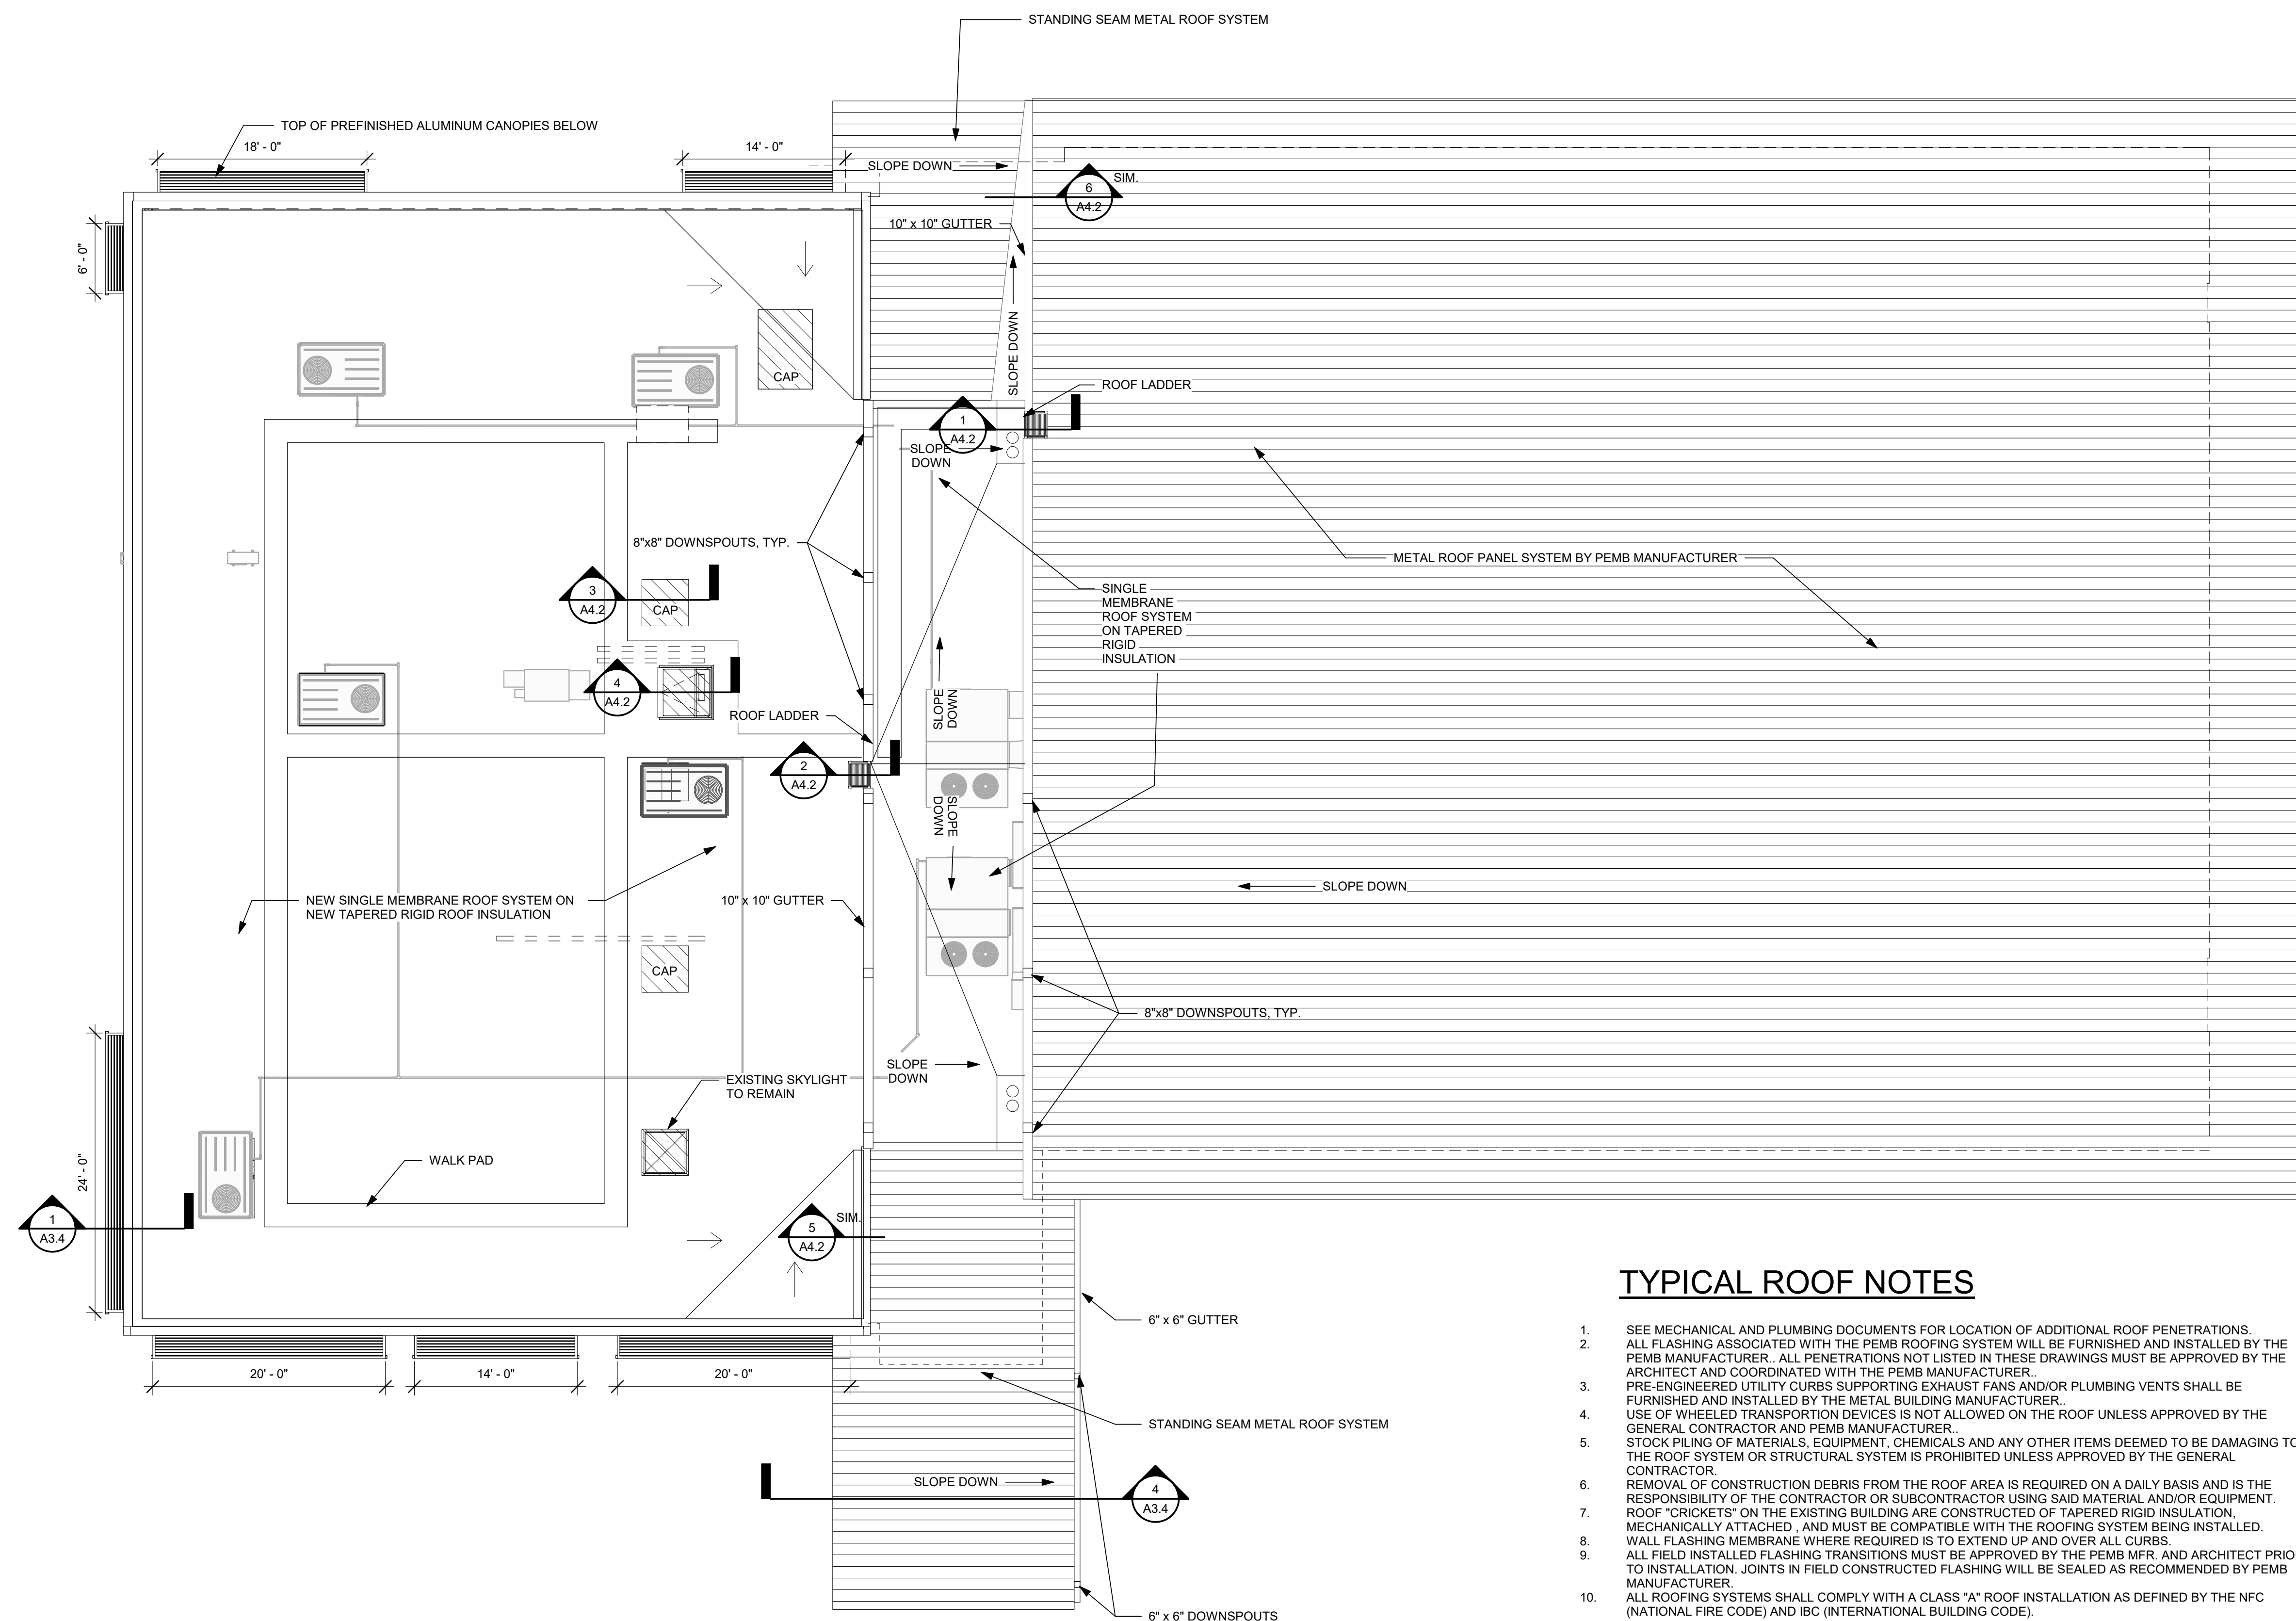 STANDING SEAM METAL ROOF SYSTEM
TOP OF PREFINISHED ALUMINUM CANOPIES BELOW
18' - 0"
14' - 0"
SLOPE DOWN
6
A4.2
SIM.
10" x 10" GUTTER
6' - 0"
SLOPE DOWN
CAP
ROOF LADDER
1
A4.2
SLOPE
DOWN
8"x8" DOWNSPOUTS, TYP.
METAL ROOF PANEL SYSTEM BY PEMB MANUFACTURER
3
A4.2
CAP
SINGLE
MEMBRANE
ROOF SYSTEM
ON TAPERED
RIGID
INSULATION
4
A4.2
SLOPE
DOWN
ROOF LADDER
2
A4.2
SLOPE
DOWN
SLOPE DOWN
NEW SINGLE MEMBRANE ROOF SYSTEM ON
NEW TAPERED RIGID ROOF INSULATION
10" x 10" GUTTER
CAP
8"x8" DOWNSPOUTS, TYP.
SLOPE
DOWN
EXISTING SKYLIGHT
TO REMAIN
WALK PAD
24' - 0"
1
A3.4
5
A4.2
SIM.
6" x 6" GUTTER
20' - 0"
14' - 0"
20' - 0"
STANDING SEAM METAL ROOF SYSTEM
SLOPE DOWN
4
A3.4
6" x 6" DOWNSPOUTS
TYPICAL ROOF NOTES
1. SEE MECHANICAL AND PLUMBING DOCUMENTS FOR LOCATION OF ADDITIONAL ROOF PENETRATIONS.
2. ALL FLASHING ASSOCIATED WITH THE PEMB ROOFING SYSTEM WILL BE FURNISHED AND INSTALLED BY THE
PEMB MANUFACTURER.. ALL PENETRATIONS NOT LISTED IN THESE DRAWINGS MUST BE APPROVED BY THE
ARCHITECT AND COORDINATED WITH THE PEMB MANUFACTURER..
3. PRE-ENGINEERED UTILITY CURBS SUPPORTING EXHAUST FANS AND/OR PLUMBING VENTS SHALL BE
FURNISHED AND INSTALLED BY THE METAL BUILDING MANUFACTURER..
4. USE OF WHEELED TRANSPORTION DEVICES IS NOT ALLOWED ON THE ROOF UNLESS APPROVED BY THE
GENERAL CONTRACTOR AND PEMB MANUFACTURER..
5. STOCK PILING OF MATERIALS, EQUIPMENT, CHEMICALS AND ANY OTHER ITEMS DEEMED TO BE DAMAGING TO
THE ROOF SYSTEM OR STRUCTURAL SYSTEM IS PROHIBITED UNLESS APPROVED BY THE GENERAL
CONTRACTOR.
6. REMOVAL OF CONSTRUCTION DEBRIS FROM THE ROOF AREA IS REQUIRED ON A DAILY BASIS AND IS THE
RESPONSIBILITY OF THE CONTRACTOR OR SUBCONTRACTOR USING SAID MATERIAL AND/OR EQUIPMENT.
7. ROOF "CRICKETS" ON THE EXISTING BUILDING ARE CONSTRUCTED OF TAPERED RIGID INSULATION,
MECHANICALLY ATTACHED , AND MUST BE COMPATIBLE WITH THE ROOFING SYSTEM BEING INSTALLED.
8. WALL FLASHING MEMBRANE WHERE REQUIRED IS TO EXTEND UP AND OVER ALL CURBS.
9. ALL FIELD INSTALLED FLASHING TRANSITIONS MUST BE APPROVED BY THE PEMB MFR. AND ARCHITECT PRIO
TO INSTALLATION. JOINTS IN FIELD CONSTRUCTED FLASHING WILL BE SEALED AS RECOMMENDED BY PEMB
MANUFACTURER.
10. ALL ROOFING SYSTEMS SHALL COMPLY WITH A CLASS "A" ROOF INSTALLATION AS DEFINED BY THE NFC
(NATIONAL FIRE CODE) AND IBC (INTERNATIONAL BUILDING CODE).